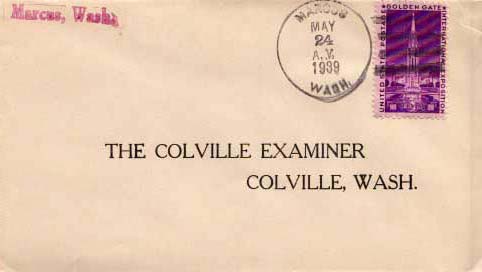 Marcus, Wash.
MARCUS
MAY
24
A.M.
1939
WASH.
GOLDEN GATE
INTERNATIONAL EXPOSITION
UNITED STATES POSTAGE
THE COLVILLE EXAMINER
COLVILLE, WASH.